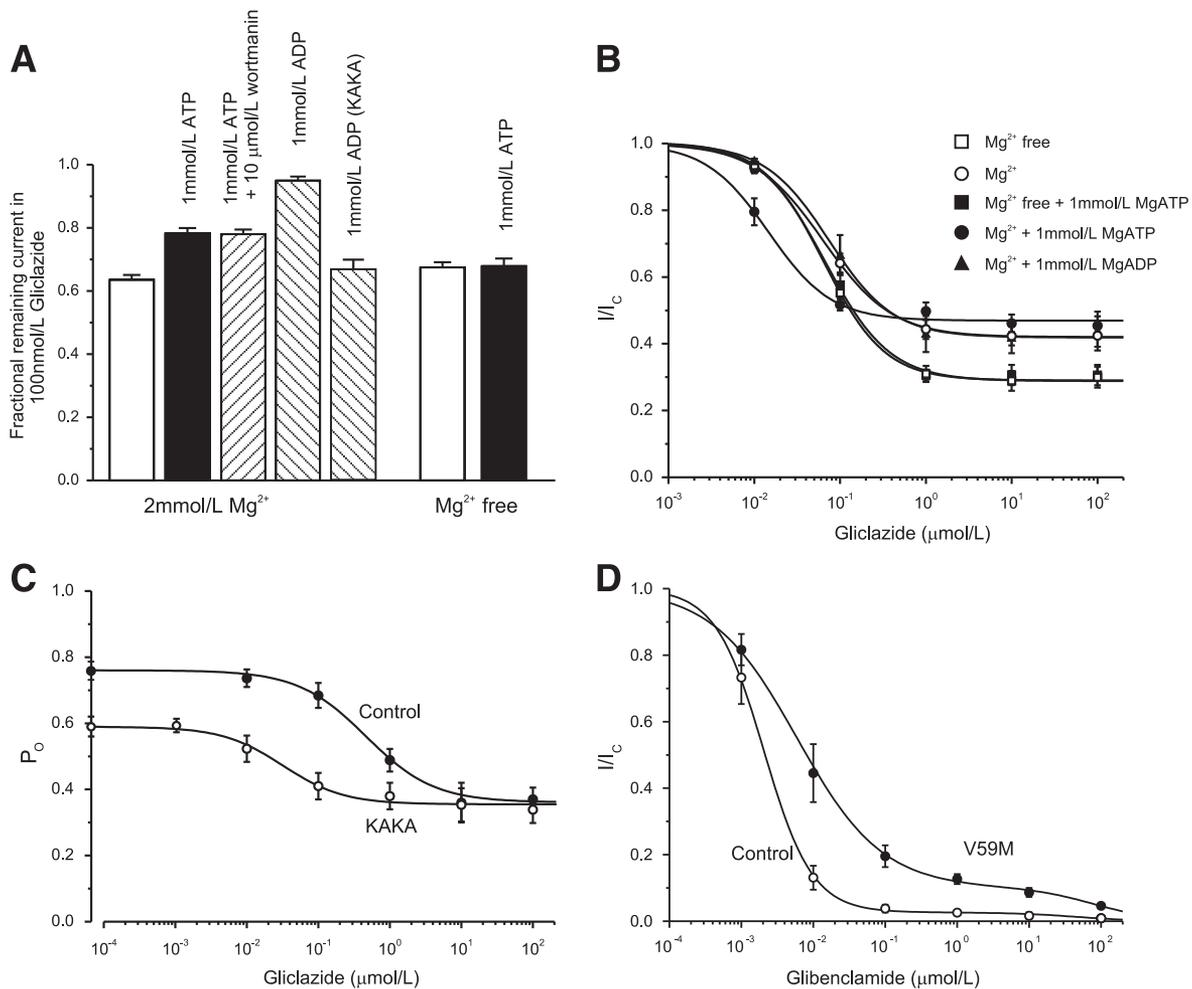 A
Fractional remaining current in
100nmol/L Gliclazide
1.0
0.8
0.6
0.4
0.2
0.0
1mmol/L ATP
1mmol/L ATP
+ 10 μmol/L wortmanin
1mmol/L ADP
1mmol/L ADP (KAKA)
1mmol/L ATP
2mmol/L Mg²⁺
Mg²⁺ free
B
I/I_C
1.0
0.8
0.6
0.4
0.2
0.0
10⁻³
10⁻²
10⁻¹
10⁰
10¹
10²
Gliclazide (μmol/L)
Mg²⁺ free
Mg²⁺
Mg²⁺ free + 1mmol/L MgATP
Mg²⁺ + 1mmol/L MgATP
Mg²⁺ + 1mmol/L MgADP
C
P_O
1.0
0.8
0.6
0.4
0.2
0.0
Control
KAKA
10⁻⁴
10⁻³
10⁻²
10⁻¹
10⁰
10¹
10²
Gliclazide (μmol/L)
D
I/I_C
1.0
0.8
0.6
0.4
0.2
0.0
Control
V59M
10⁻⁴
10⁻³
10⁻²
10⁻¹
10⁰
10¹
10²
Glibenclamide (μmol/L)